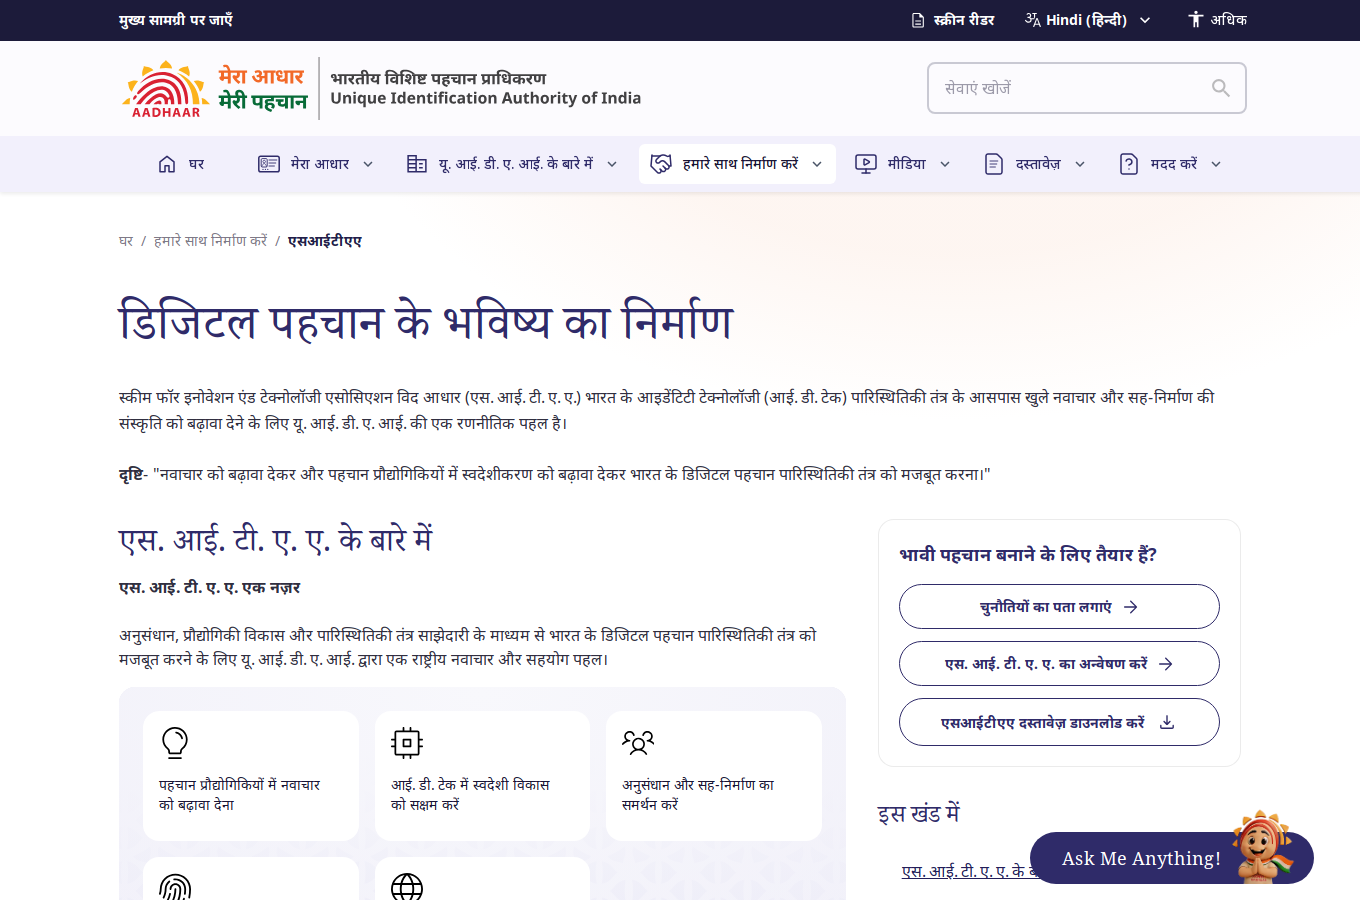 मुख्य सामग्री पर जाएँ
स्क्रीन रीडर
Hindi (हिन्दी)
अधिक
AADHAAR
मेरा आधार
मेरी पहचान
भारतीय विशिष्ट पहचान प्राधिकरण
Unique Identification Authority of India
सेवाएं खोजें
घर
मेरा आधार
यू. आई. डी. ए. आई. के बारे में
हमारे साथ निर्माण करें
मीडिया
दस्तावेज़
मदद करें
घर / हमारे साथ निर्माण करें / एसआईटीएए
डिजिटल पहचान के भविष्य का निर्माण
स्कीम फॉर इनोवेशन एंड टेक्नोलॉजी एसोसिएशन विद आधार (एस. आई. टी. ए. ए.) भारत के आइडेंटिटी टेक्नोलॉजी (आई. डी. टेक) पारिस्थितिकी तंत्र के आसपास खुले नवाचार और सह-निर्माण की
संस्कृति को बढ़ावा देने के लिए यू. आई. डी. ए. आई. की एक रणनीतिक पहल है।
दृष्टि- "नवाचार को बढ़ावा देकर और पहचान प्रौद्योगिकियों में स्वदेशीकरण को बढ़ावा देकर भारत के डिजिटल पहचान पारिस्थितिकी तंत्र को मजबूत करना।"
एस. आई. टी. ए. ए. के बारे में
एस. आई. टी. ए. ए. एक नज़र
अनुसंधान, प्रौद्योगिकी विकास और पारिस्थितिकी तंत्र साझेदारी के माध्यम से भारत के डिजिटल पहचान पारिस्थितिकी तंत्र को
मजबूत करने के लिए यू. आई. डी. ए. आई. द्वारा एक राष्ट्रीय नवाचार और सहयोग पहल।
पहचान प्रौद्योगिकियों में नवाचार
को बढ़ावा देना
आई. डी. टेक में स्वदेशी विकास
को सक्षम करें
अनुसंधान और सह-निर्माण का
समर्थन करें
भावी पहचान बनाने के लिए तैयार हैं?
चुनौतियों का पता लगाएं
एस. आई. टी. ए. ए. का अन्वेषण करें
एसआईटीएए दस्तावेज़ डाउनलोड करें
इस खंड में
एस. आई. टी. ए. ए. के
Ask Me Anything!